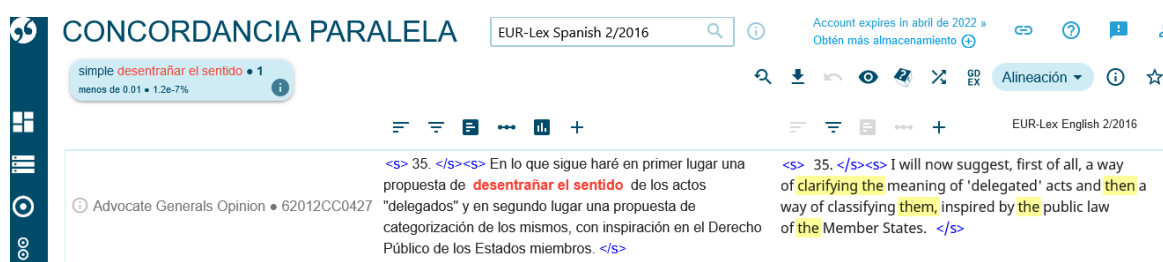 CONCORDANCIA PARALELA
EUR-Lex Spanish 2/2016
Account expires in abril de 2022 »
Obtén más almacenamiento
simple desentrañar el sentido • 1
menos de 0.01 • 1.2e-7%
GD
EX
Alineación
EUR-Lex English 2/2016
Advocate Generals Opinion • 62012CC0427
<s> 35. </s><s> En lo que sigue haré en primer lugar una
propuesta de desentrañar el sentido de los actos
"delegados" y en segundo lugar una propuesta de
categorización de los mismos, con inspiración en el Derecho
Público de los Estados miembros. </s>
<s> 35. </s><s> I will now suggest, first of all, a way
of clarifying the meaning of 'delegated' acts and then a
way of classifying them, inspired by the public law
of the Member States. </s>